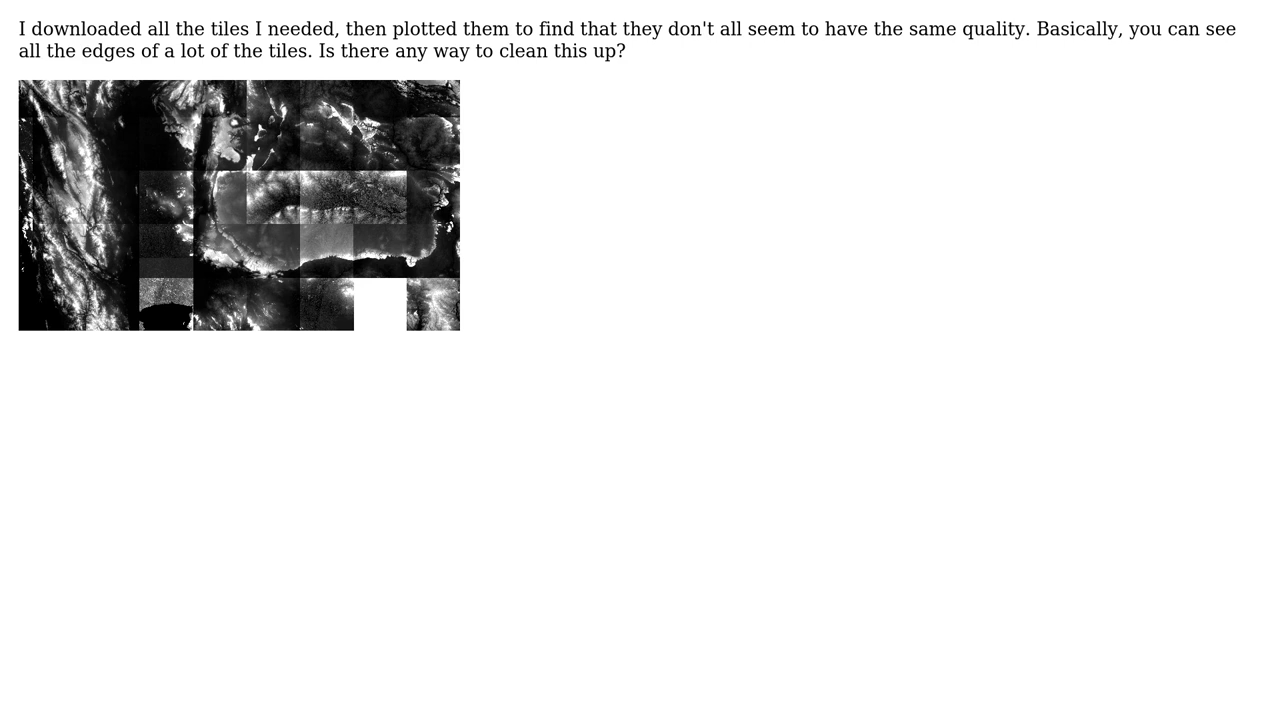 I downloaded all the tiles I needed, then plotted them to find that they don't all seem to have the same quality. Basically, you can see
all the edges of a lot of the tiles. Is there any way to clean this up?